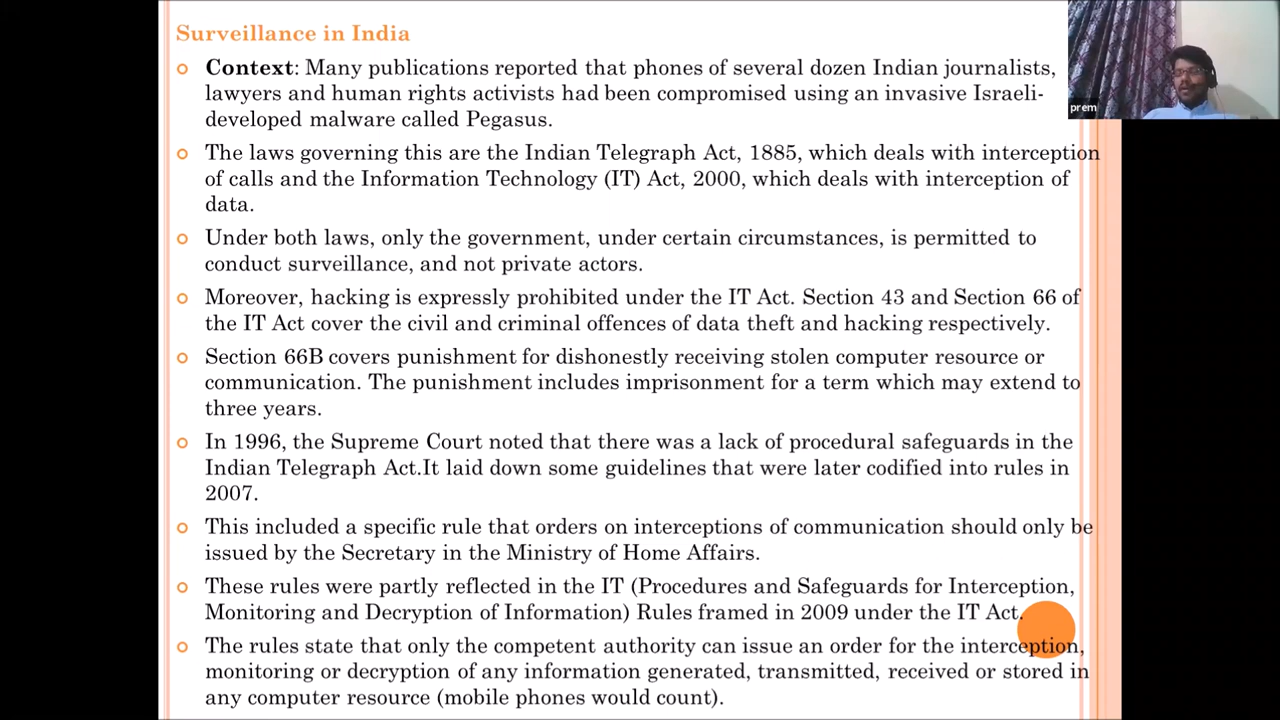 Surveillance in India
Context: Many publications reported that phones of several dozen Indian journalists,
lawyers and human rights activists had been compromised using an invasive Israeli-
developed malware called Pegasus.
The laws governing this are the Indian Telegraph Act, 1885, which deals with interception
of calls and the Information Technology (IT) Act, 2000, which deals with interception of
data.
Under both laws, only the government, under certain circumstances, is permitted to
conduct surveillance, and not private actors.
Moreover, hacking is expressly prohibited under the IT Act. Section 43 and Section 66 of
the IT Act cover the civil and criminal offences of data theft and hacking respectively.
Section 66B covers punishment for dishonestly receiving stolen computer resource or
communication. The punishment includes imprisonment for a term which may extend to
three years.
In 1996, the Supreme Court noted that there was a lack of procedural safeguards in the
Indian Telegraph Act.It laid down some guidelines that were later codified into rules in
2007.
This included a specific rule that orders on interceptions of communication should only be
issued by the Secretary in the Ministry of Home Affairs.
These rules were partly reflected in the IT (Procedures and Safeguards for Interception,
Monitoring and Decryption of Information) Rules framed in 2009 under the IT Act.
The rules state that only the competent authority can issue an order for the interception,
monitoring or decryption of any information generated, transmitted, received or stored in
any computer resource (mobile phones would count).
prem